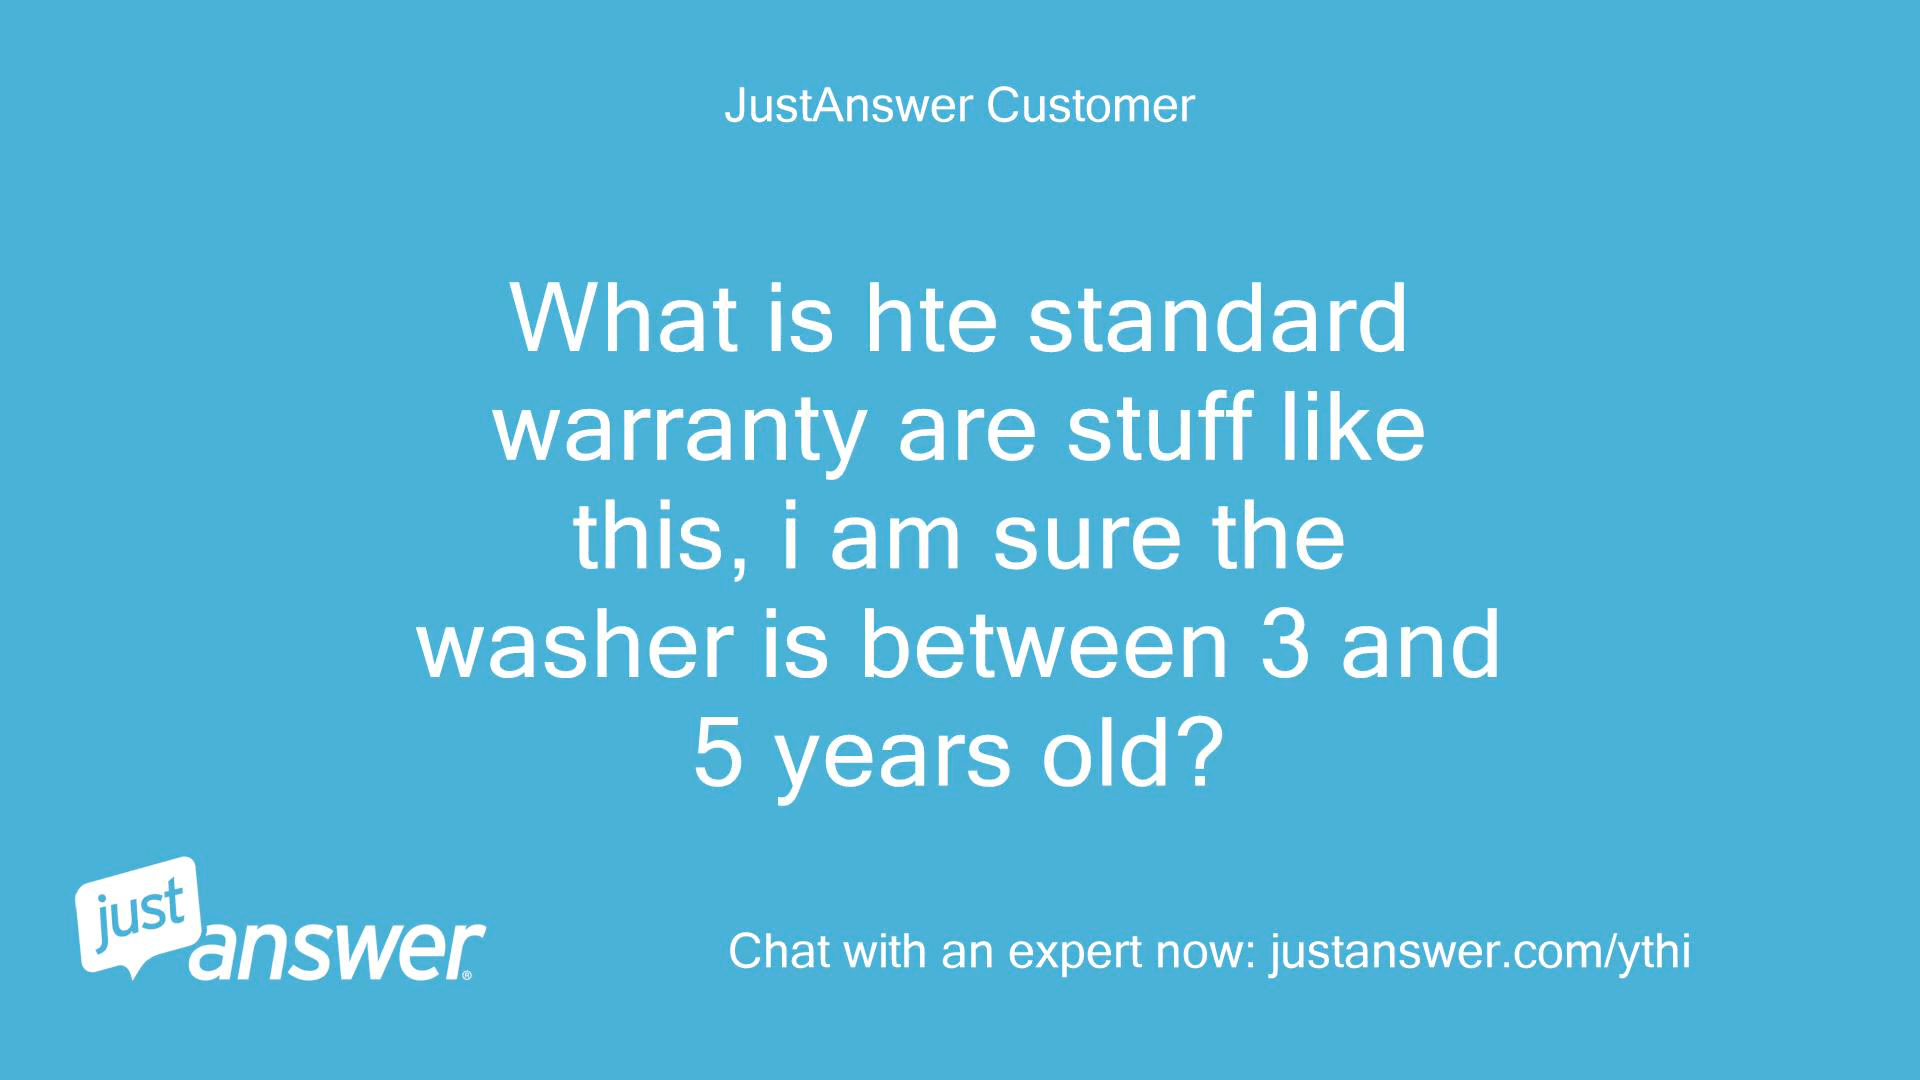 JustAnswer Customer
What is hte standard
warranty are stuff like
this, i am sure the
washer is between 3 and
5 years old?
just
answer®
Chat with an expert now: justanswer.com/ythi